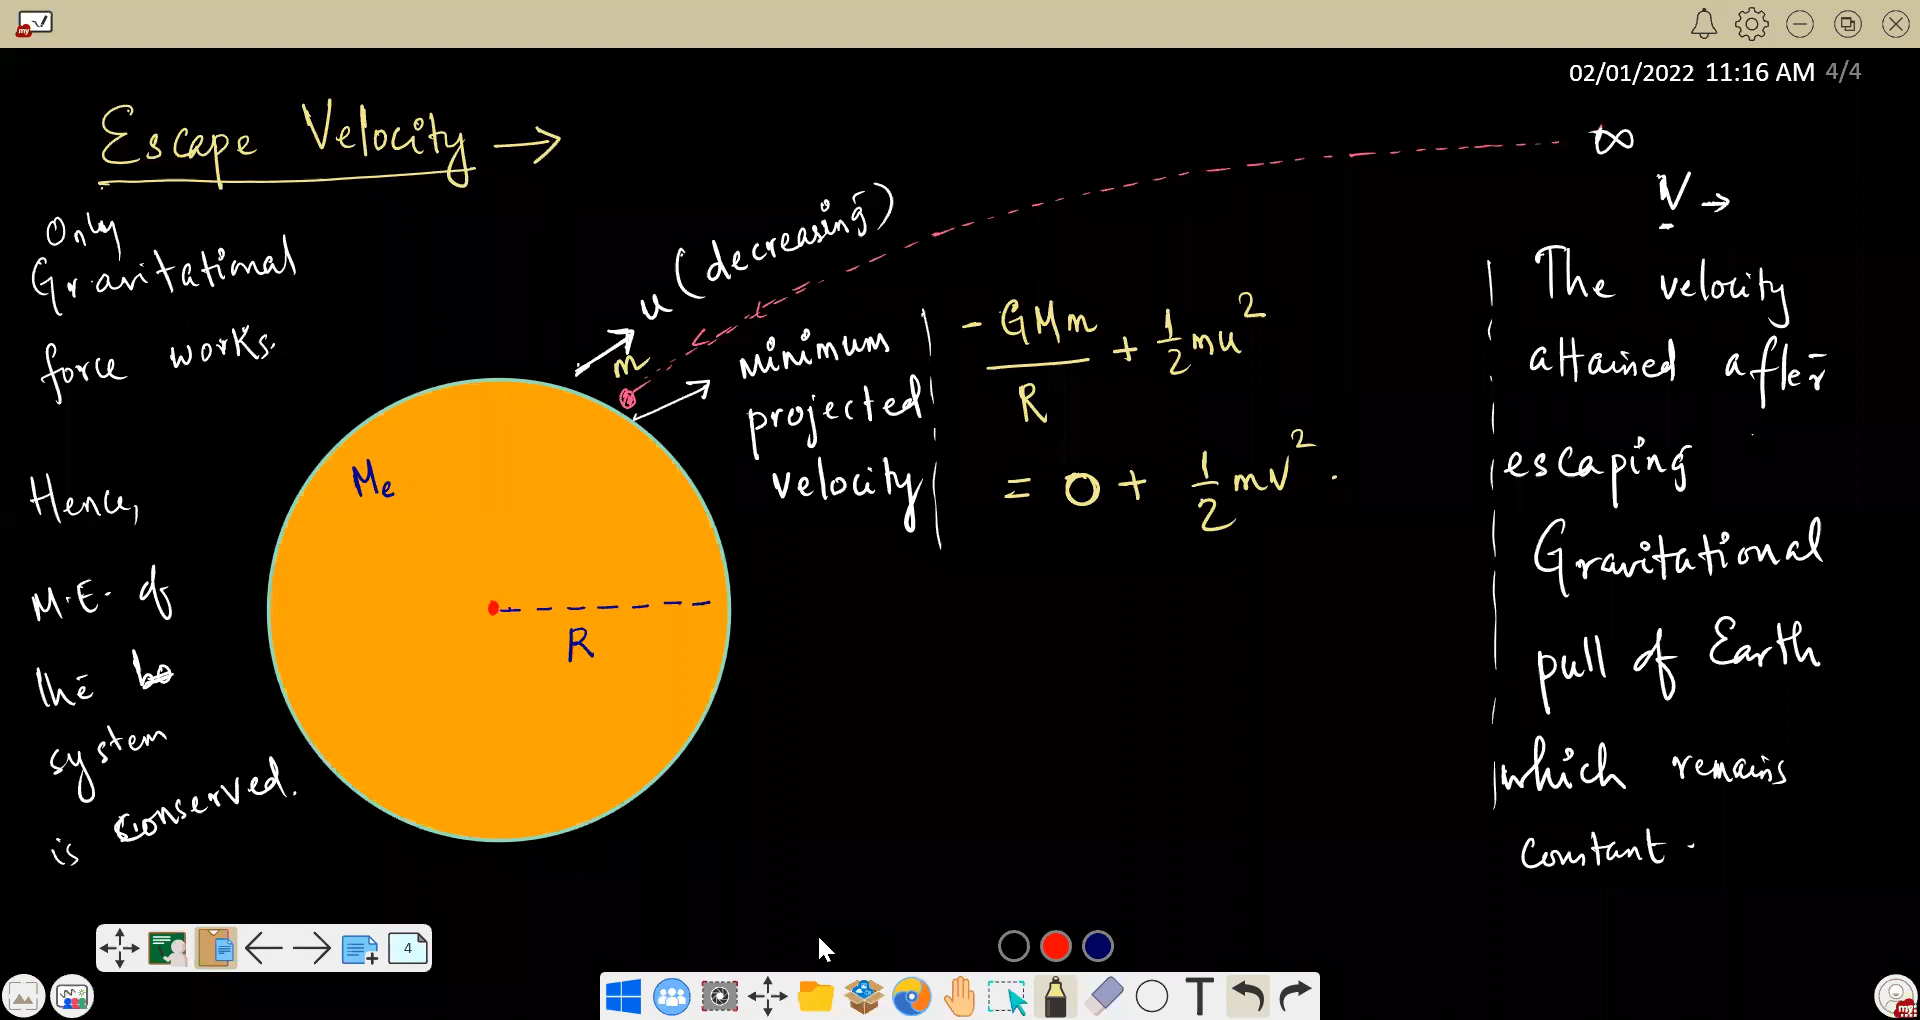 02/01/2022 11:16 AM 4/4
Escape Velocity →
∞
V →
Only
Gravitational
force works.
Hence,
M.E. of
the
system
is conserved.
u (decreasing)
m
minimum
projected
velocity
Me
R
- GMm / R + 1/2 mu²
= 0 + 1/2 mv².
The velocity
attained after
escaping
Gravitational
pull of Earth
which remains
constant.
4